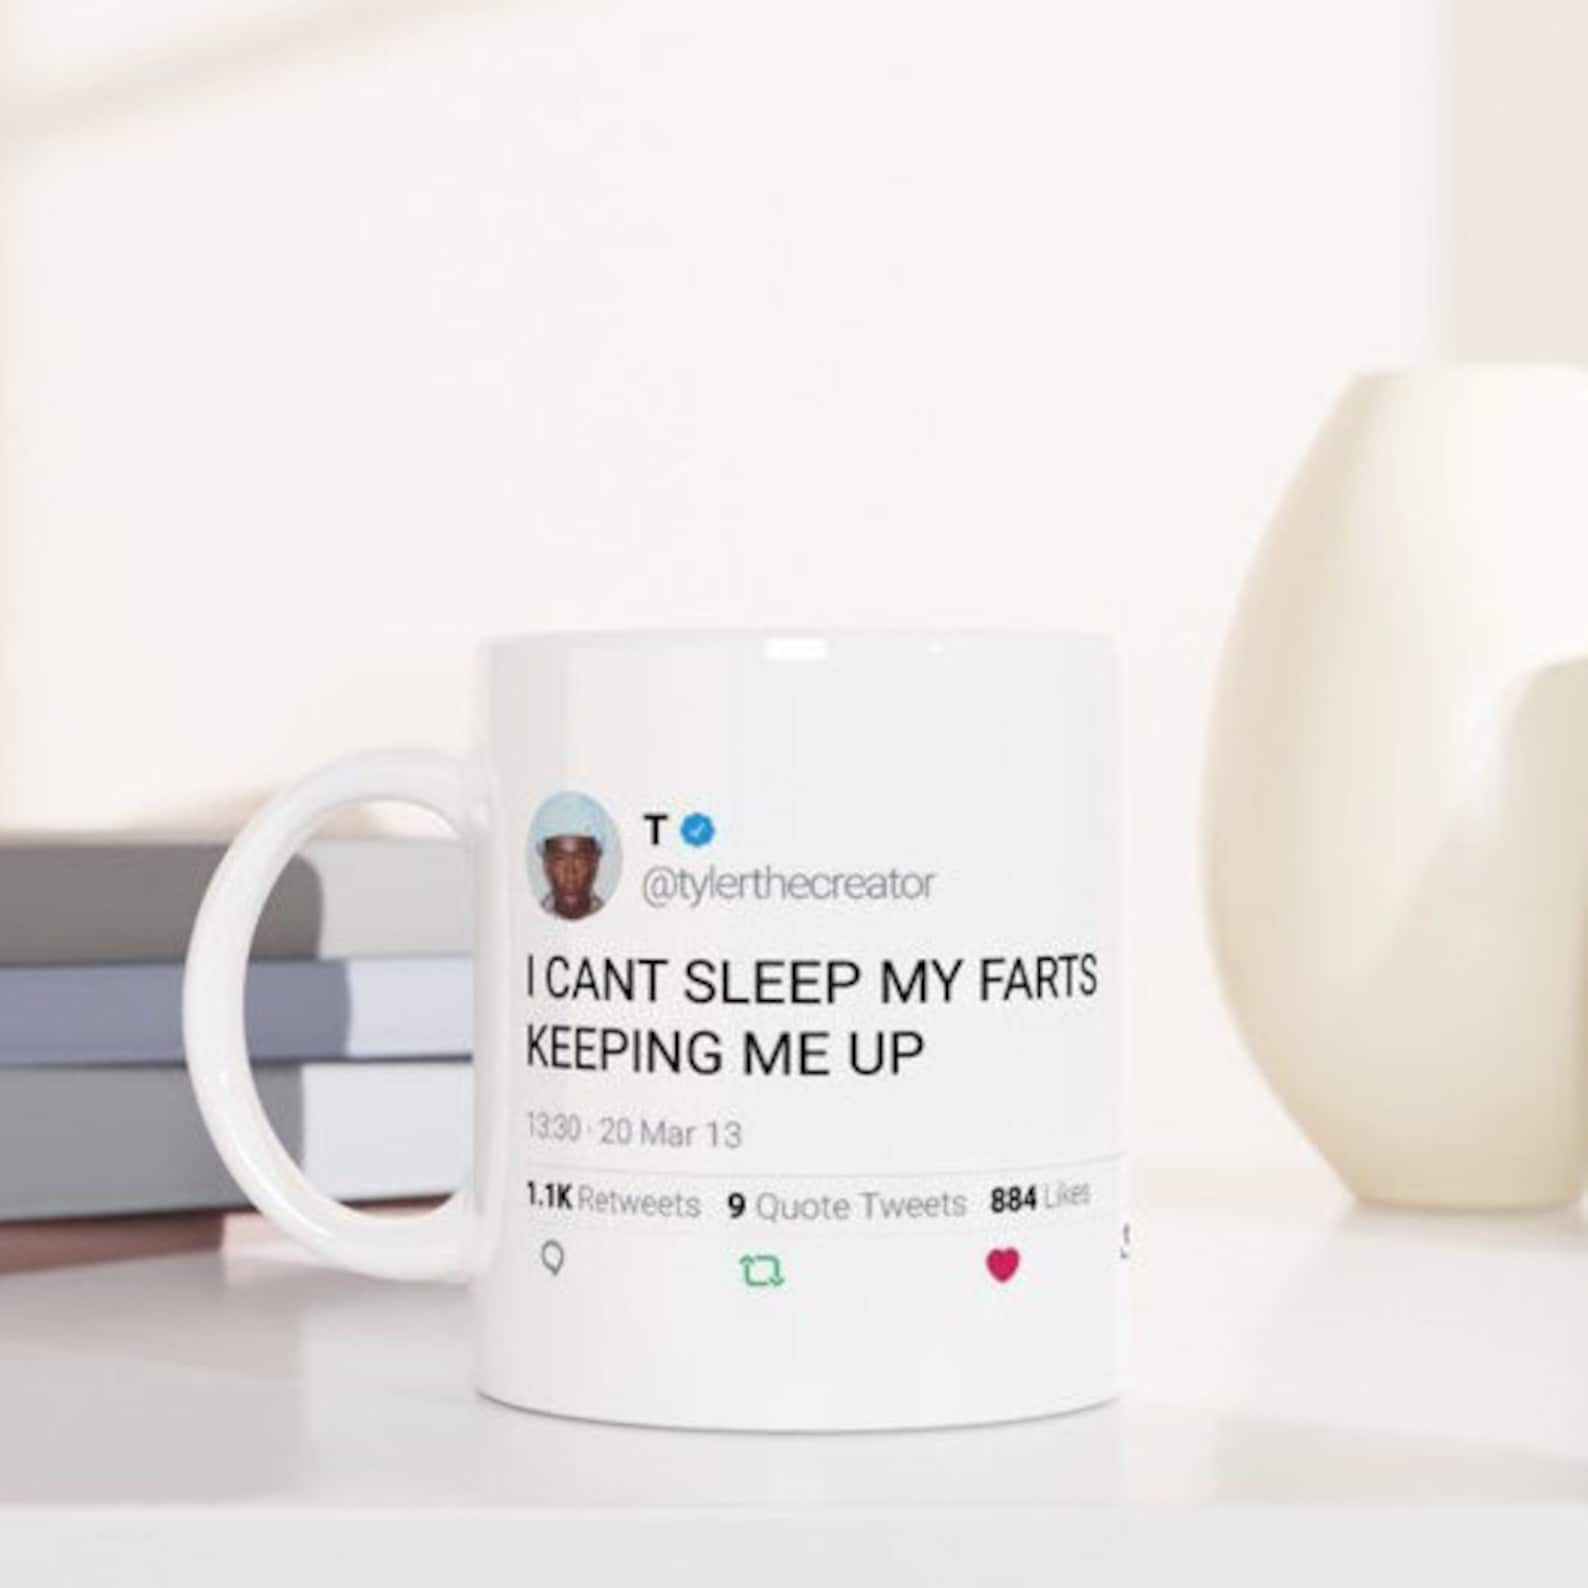 T
@tylerthecreator
I CANT SLEEP MY FARTS
KEEPING ME UP
13:30 · 20 Mar 13
1.1K Retweets 9 Quote Tweets 884 Likes